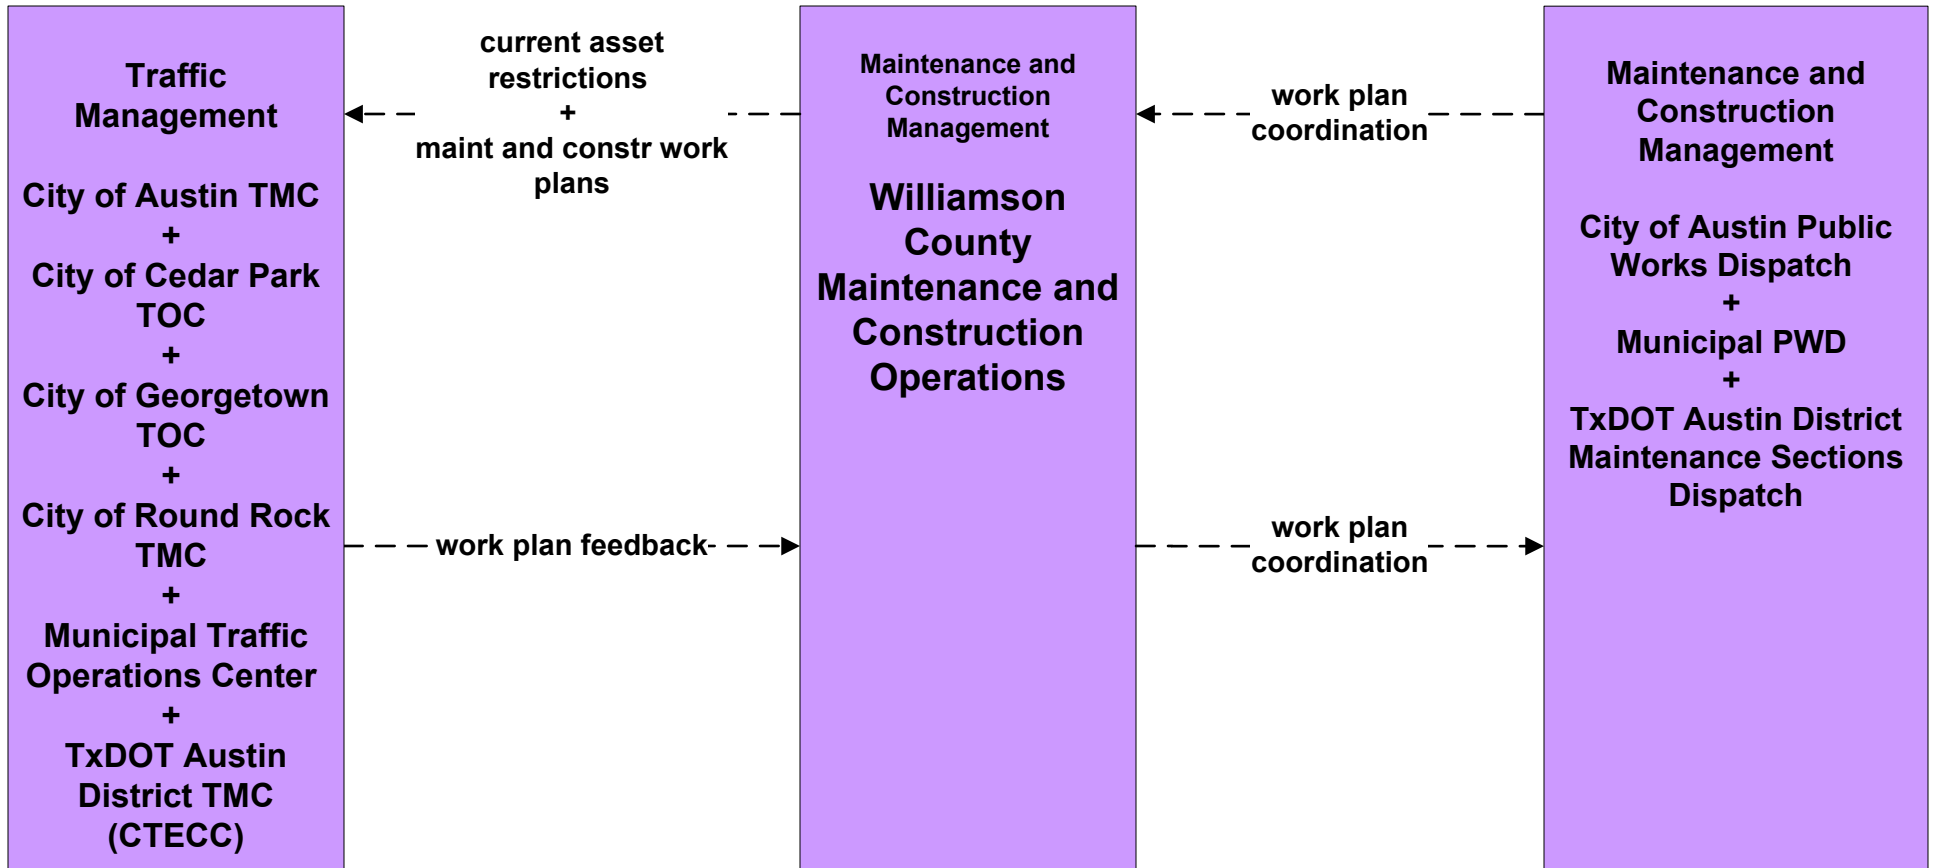 Traffic
Management
City of Austin TMC
+
City of Cedar Park
TOC
+
City of Georgetown
TOC
+
City of Round Rock
TMC
+
Municipal Traffic
Operations Center
+
TxDOT Austin
District TMC
(CTECC)
current asset
restrictions
+
maint and constr work
plans
work plan feedback
Maintenance and
Construction
Management
Williamson
County
Maintenance and
Construction
Operations
work plan
coordination
work plan
coordination
Maintenance and
Construction
Management
City of Austin Public
Works Dispatch
+
Municipal PWD
+
TxDOT Austin District
Maintenance Sections
Dispatch